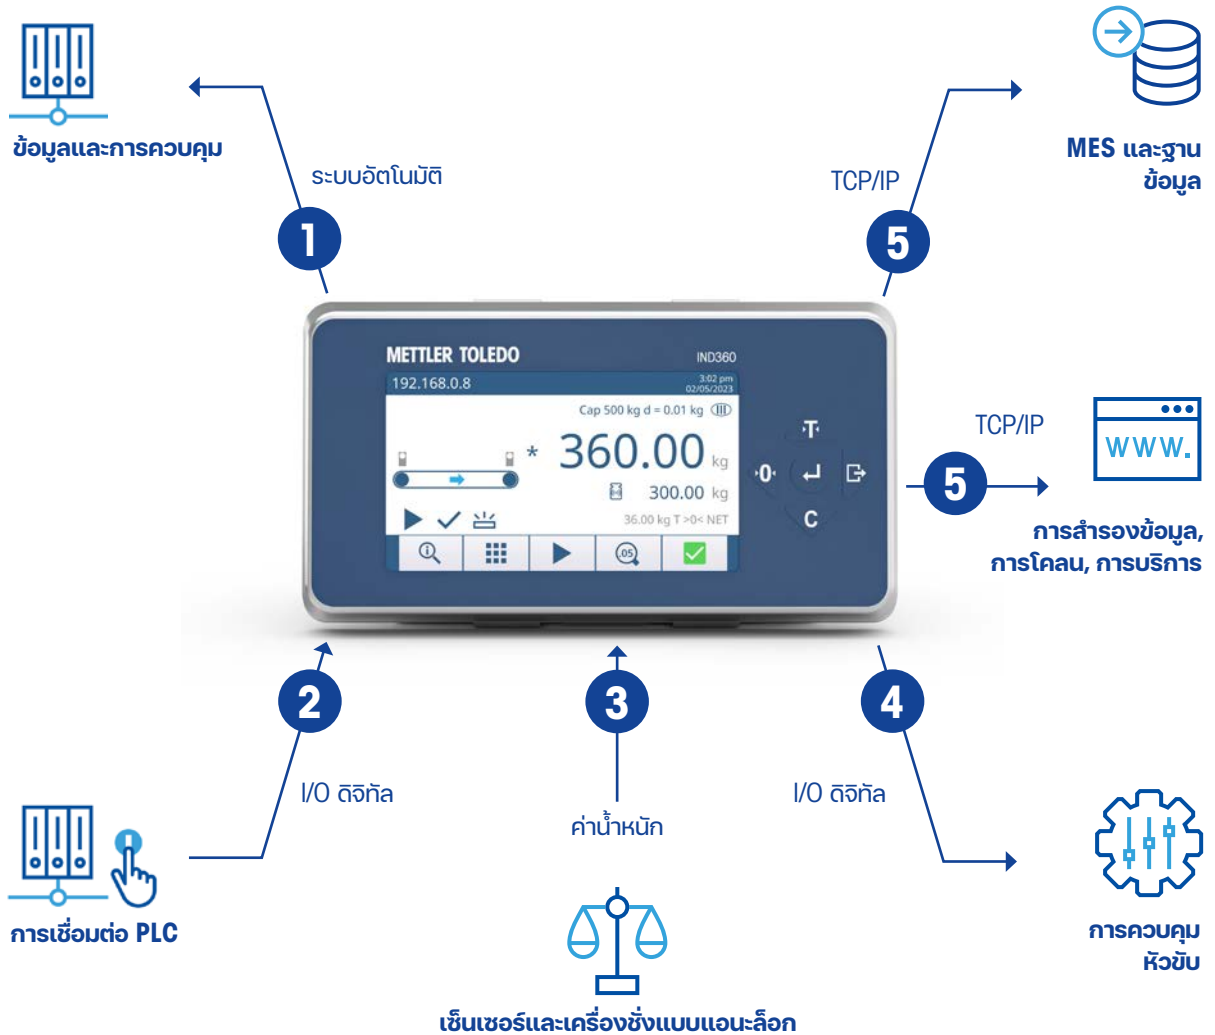 ข้อมูลและการควบคุม
ระบบอัตโนมัติ
1
TCP/IP
5
MES และฐาน
ข้อมูล
METTLER TOLEDO
IND360
192.168.0.8
3:02 pm
02/05/2023
Cap 500 kg d = 0.01 kg III
* 360.00 kg
300.00 kg
36.00 kg T >0< NET
.05
T
0
C
TCP/IP
5
www.
การสำรองข้อมูล,
การโคลน, การบริการ
2
I/O ดิจิทัล
การเชื่อมต่อ PLC
3
ค่าน้ำหนัก
เซ็นเซอร์และเครื่องชั่งแบบแอนะล็อก
4
I/O ดิจิทัล
การควบคุม
หัวขับ